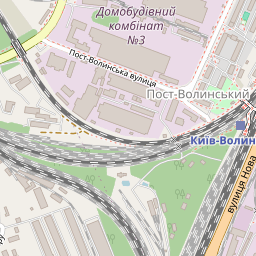 Домобудівний
комбінат
№3
Пост-Волинська вулиця
Пост-Волинський
Київ-Волин
вулиця Нова